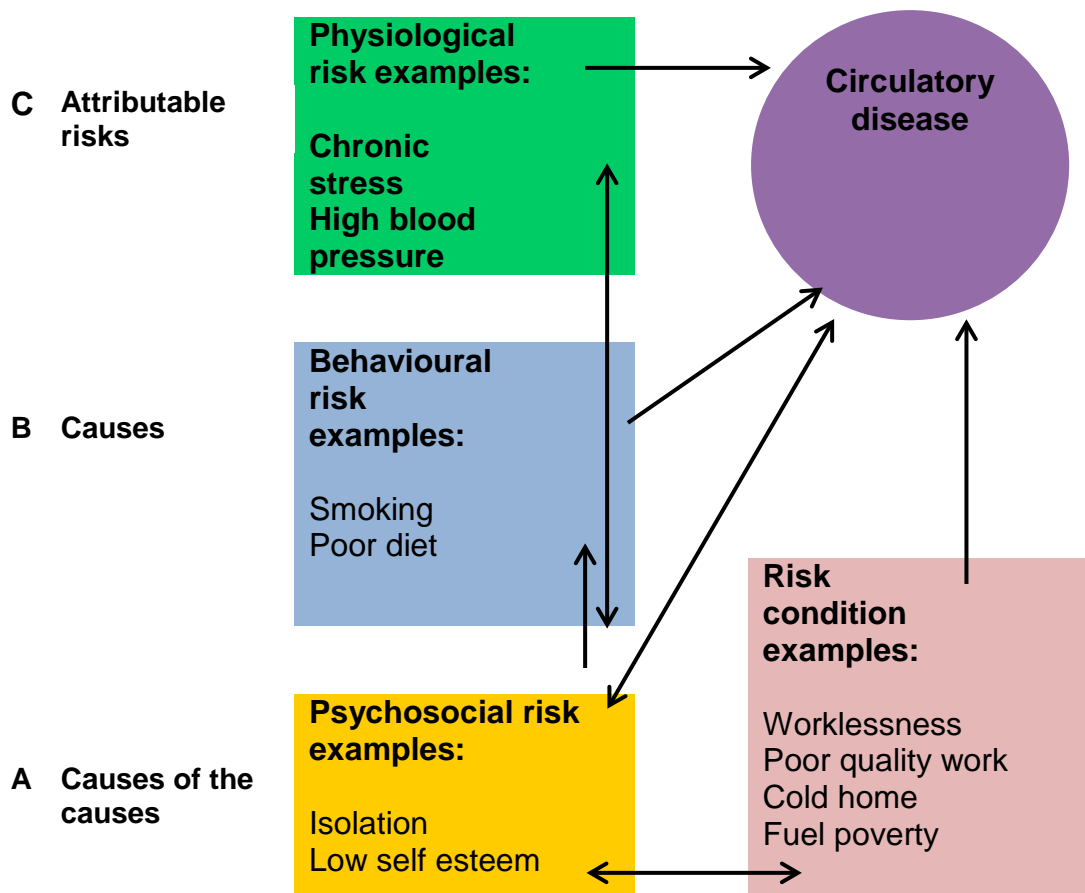 Physiological
risk examples:
Chronic
stress
High blood
pressure
Circulatory
disease
C Attributable
risks
Behavioural
risk
examples:
Smoking
Poor diet
B Causes
Risk
condition
examples:
Worklessness
Poor quality work
Cold home
Fuel poverty
Psychosocial risk
examples:
Isolation
Low self esteem
A Causes of the
causes